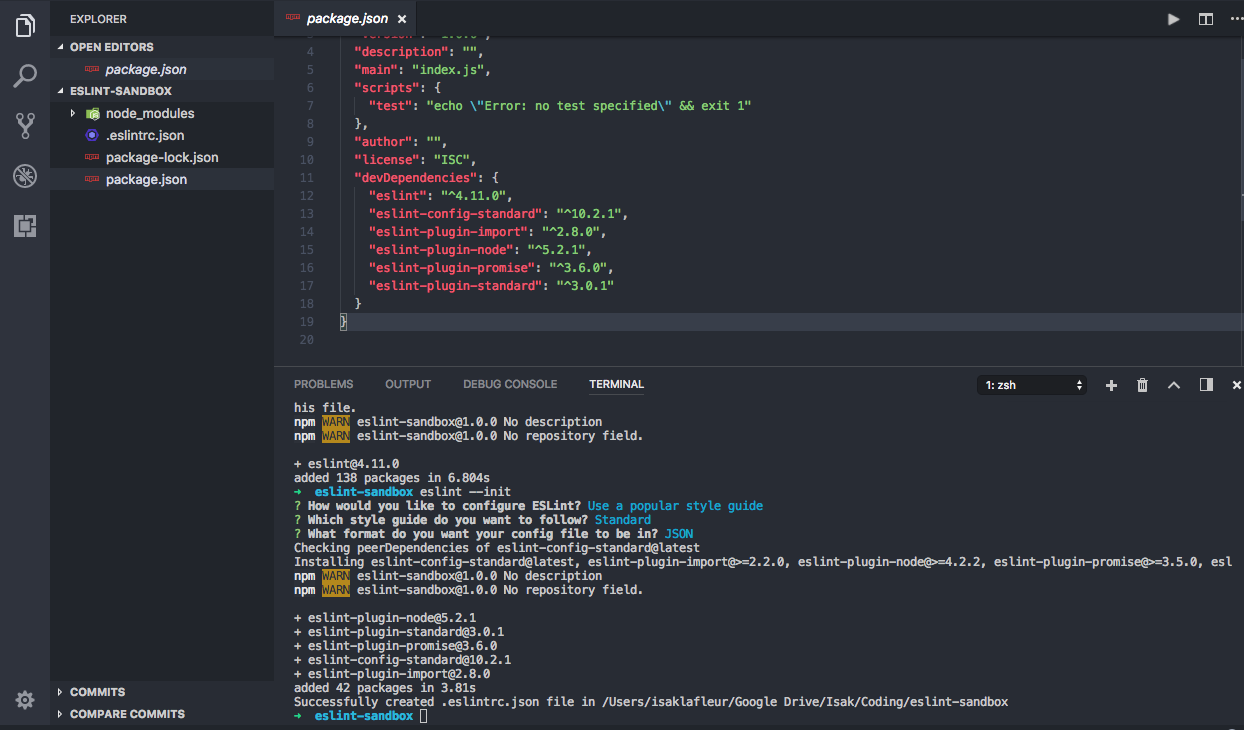 EXPLORER
OPEN EDITORS
package.json
ESLINT-SANDBOX
node_modules
.eslintrc.json
package-lock.json
package.json
COMMITS
COMPARE COMMITS
package.json
4 "description": "",
5 "main": "index.js",
6 "scripts": {
7 "test": "echo \"Error: no test specified\" && exit 1"
8 },
9 "author": "",
10 "license": "ISC",
11 "devDependencies": {
12 "eslint": "^4.11.0",
13 "eslint-config-standard": "^10.2.1",
14 "eslint-plugin-import": "^2.8.0",
15 "eslint-plugin-node": "^5.2.1",
16 "eslint-plugin-promise": "^3.6.0",
17 "eslint-plugin-standard": "^3.0.1"
18 }
19 }
20
PROBLEMS OUTPUT DEBUG CONSOLE TERMINAL 1: zsh
his file.
npm WARN eslint-sandbox@1.0.0 No description
npm WARN eslint-sandbox@1.0.0 No repository field.
+ eslint@4.11.0
added 138 packages in 6.804s
➜ eslint-sandbox eslint --init
? How would you like to configure ESLint? Use a popular style guide
? Which style guide do you want to follow? Standard
? What format do you want your config file to be in? JSON
Checking peerDependencies of eslint-config-standard@latest
Installing eslint-config-standard@latest, eslint-plugin-import@>=2.2.0, eslint-plugin-node@>=4.2.2, eslint-plugin-promise@>=3.5.0, esl
npm WARN eslint-sandbox@1.0.0 No description
npm WARN eslint-sandbox@1.0.0 No repository field.
+ eslint-plugin-node@5.2.1
+ eslint-plugin-standard@3.0.1
+ eslint-plugin-promise@3.6.0
+ eslint-config-standard@10.2.1
+ eslint-plugin-import@2.8.0
added 42 packages in 3.81s
Successfully created .eslintrc.json file in /Users/isaklafleur/Google Drive/Isak/Coding/eslint-sandbox
➜ eslint-sandbox